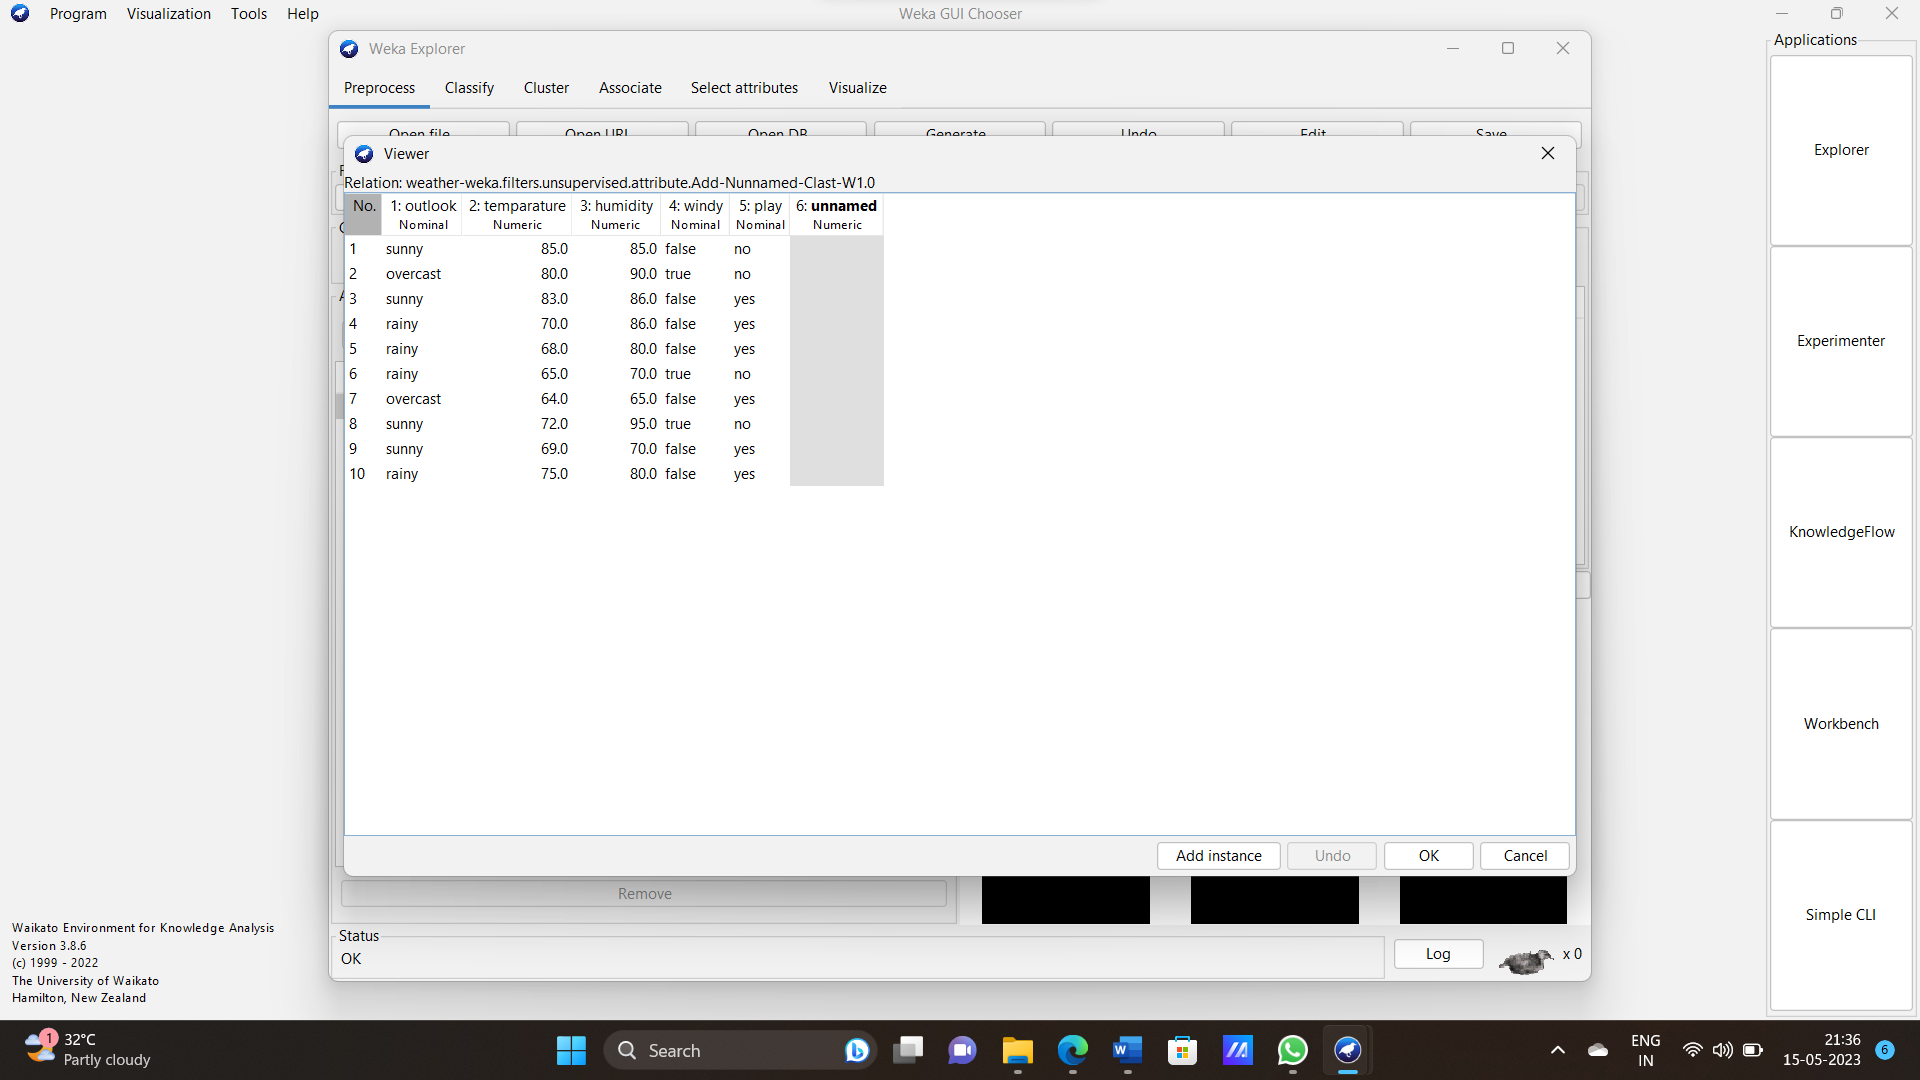 Program Visualization Tools Help Weka GUI Chooser
Weka Explorer
Preprocess Classify Cluster Associate Select attributes Visualize
Open file Open URL Open DB Generate Undo Edit Save
Viewer
Relation: weather-weka.filters.unsupervised.attribute.Add-Nunnamed-Clast-W1.0
No. 1: outlook 2: temparature 3: humidity 4: windy 5: play 6: unnamed
Nominal Numeric Numeric Nominal Nominal Numeric
1 sunny 85.0 85.0 false no
2 overcast 80.0 90.0 true no
3 sunny 83.0 86.0 false yes
4 rainy 70.0 86.0 false yes
5 rainy 68.0 80.0 false yes
6 rainy 65.0 70.0 true no
7 overcast 64.0 65.0 false yes
8 sunny 72.0 95.0 true no
9 sunny 69.0 70.0 false yes
10 rainy 75.0 80.0 false yes
Add instance Undo OK Cancel
Remove
Status
OK
Log x 0
Applications
Explorer
Experimenter
KnowledgeFlow
Workbench
Simple CLI
Waikato Environment for Knowledge Analysis
Version 3.8.6
(c) 1999 - 2022
The University of Waikato
Hamilton, New Zealand
1 32°C
Partly cloudy
Search
W
ENG
IN
21:36
15-05-2023
6